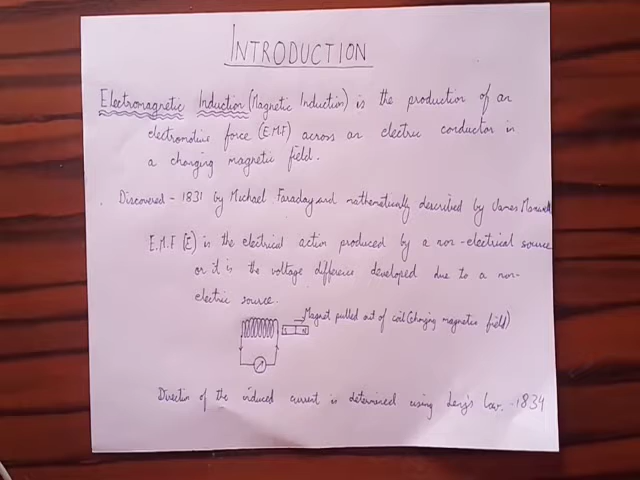 INTRODUCTION
Electromagnetic Induction (Magnetic Induction) is the production of an
electromotive force (E.M.F) across an electric conductor in
a changing magnetic field.
Discovered - 1831 by Michael Faraday and mathematically described by James Maxwell
E.M.F (E) is the electrical action produced by a non-electrical source
or it is the voltage difference developed due to a non-
electric source.
Magnet pulled out of coil (Changing magnetic field)
Direction of the induced current is determined using Lenz's law. - 1834